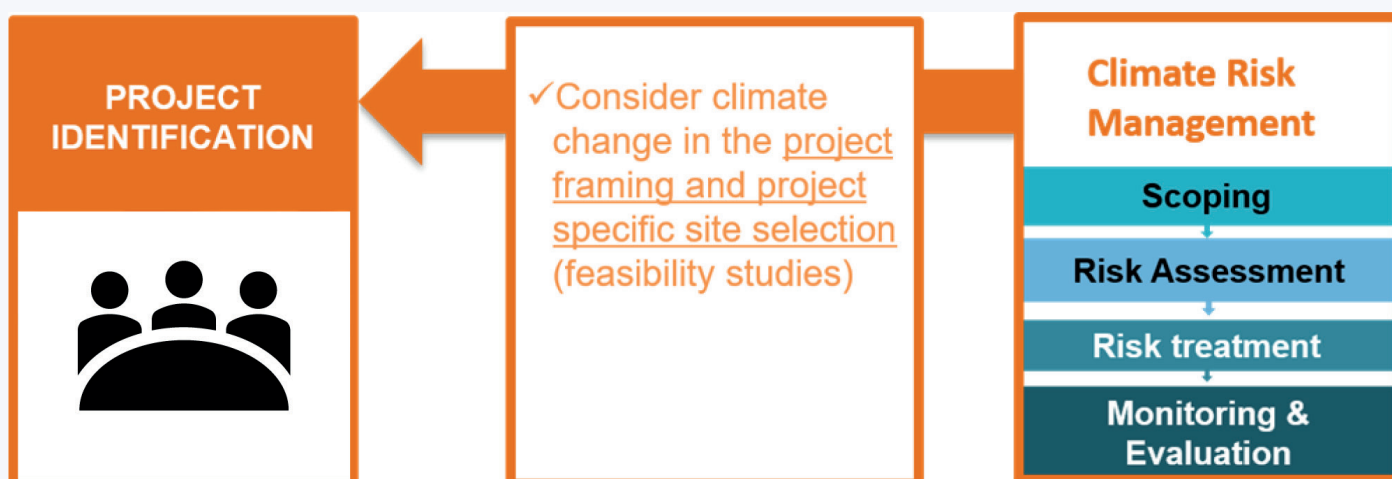 PROJECT
IDENTIFICATION
✓Consider climate
change in the project
framing and project
specific site selection
(feasibility studies)
Climate Risk
Management
Scoping
Risk Assessment
Risk treatment
Monitoring &
Evaluation